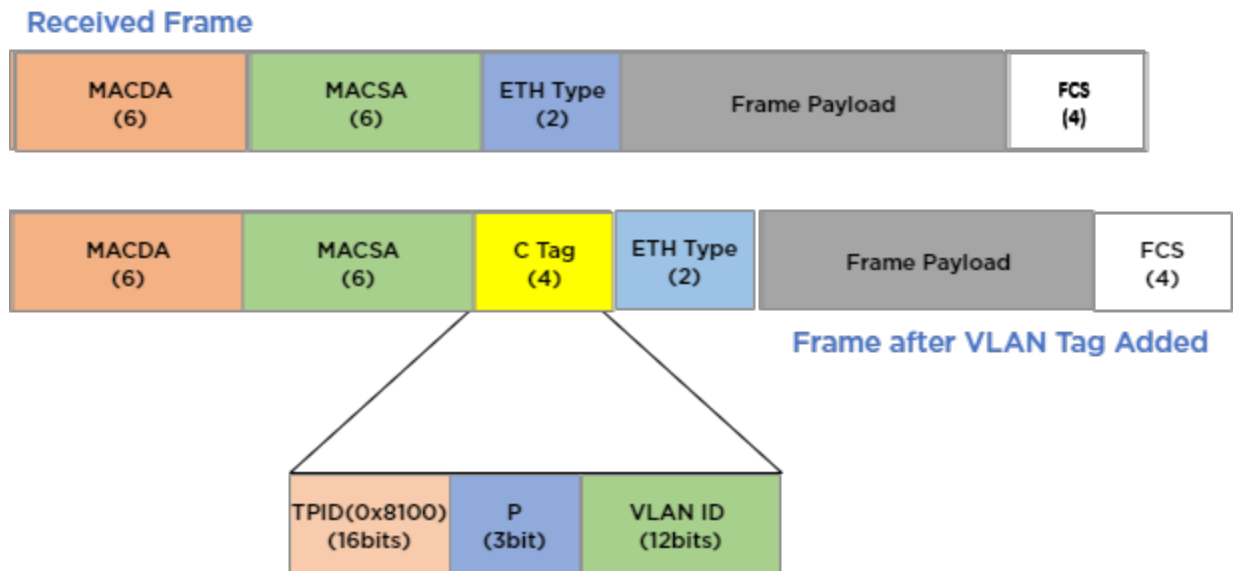 Received Frame
MACDA
(6)
MACSA
(6)
ETH Type
(2)
Frame Payload
FCS
(4)
MACDA
(6)
MACSA
(6)
C Tag
(4)
ETH Type
(2)
Frame Payload
FCS
(4)
Frame after VLAN Tag Added
TPID(0x8100)
(16bits)
P
(3bit)
VLAN ID
(12bits)